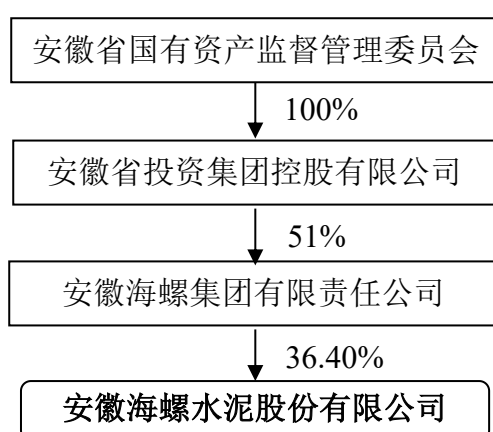 安徽省国有资产监督管理委员会
100%
安徽省投资集团控股有限公司
51%
安徽海螺集团有限责任公司
36.40%
安徽海螺水泥股份有限公司